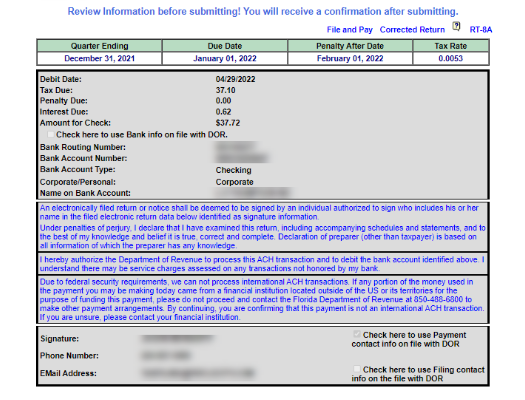 Review Information before submitting! You will receive a confirmation after submitting.
File and Pay Corrected Return ? RT-8A
Quarter Ending Due Date Penalty After Date Tax Rate
December 31, 2021 January 01, 2022 February 01, 2022 0.0053
Debit Date: 04/29/2022
Tax Due: 37.10
Penalty Due: 0.00
Interest Due: 0.62
Amount for Check: $37.72
Check here to use Bank info on file with DOR.
Bank Routing Number:
Bank Account Number:
Bank Account Type: Checking
Corporate/Personal: Corporate
Name on Bank Account:
An electronically filed return or notice shall be deemed to be signed by an individual authorized to sign who includes his or her
name in the filed electronic return data below identified as signature information.
Under penalties of perjury, I declare that I have examined this return, including accompanying schedules and statements, and to
the best of my knowledge and belief it is true, correct and complete. Declaration of preparer (other than taxpayer) is based on
all information of which the preparer has any knowledge.
I hereby authorize the Department of Revenue to process this ACH transaction and to debit the bank account identified above. I
understand there may be service charges assessed on any transactions not honored by my bank.
Due to federal security requirements, we can not process international ACH transactions. If any portion of the money used in
the payment you may be making today came from a financial institution located outside of the US or its territories for the
purpose of funding this payment, please do not proceed and contact the Florida Department of Revenue at 850-488-6800 to
make other payment arrangements. By continuing, you are confirming that this payment is not an international ACH transaction.
If you are unsure, please contact your financial institution.
Signature: Check here to use Payment
contact info on file with DOR
Phone Number:
EMail Address: Check here to use Filing contact
info on the file with DOR